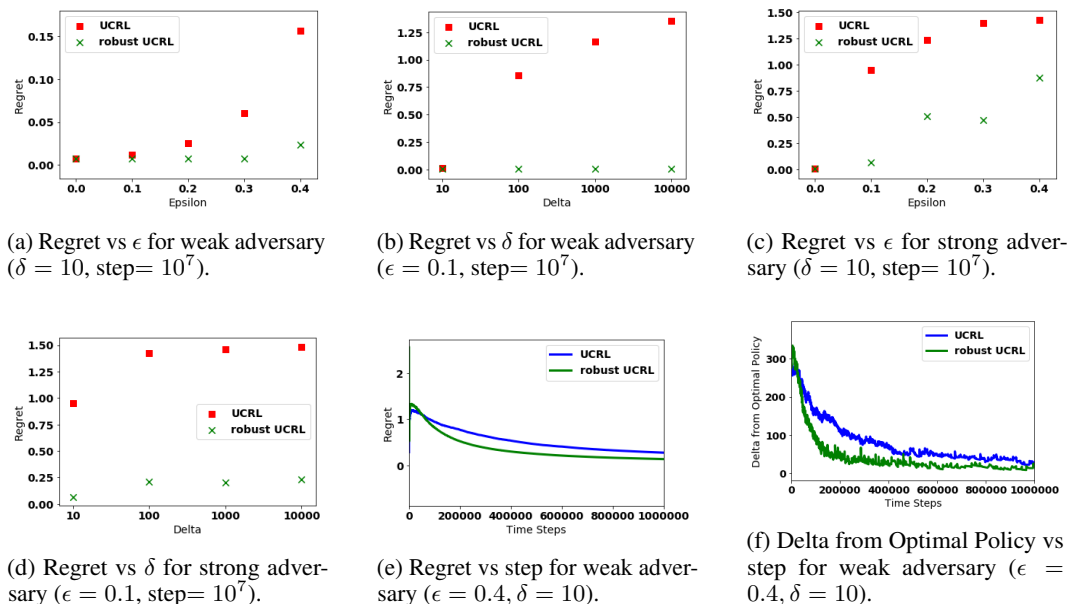 UCRL
robust UCRL
0.15
0.10
0.05
0.00
Regret
0.0 0.1 0.2 0.3 0.4
Epsilon
(a) Regret vs ϵ for weak adversary
(δ = 10, step= 10⁷).
UCRL
robust UCRL
1.25
1.00
0.75
0.50
0.25
0.00
Regret
10 100 1000 10000
Delta
(b) Regret vs δ for weak adversary
(ϵ = 0.1, step= 10⁷).
UCRL
robust UCRL
1.50
1.25
1.00
0.75
0.50
0.25
0.00
Regret
0.0 0.1 0.2 0.3 0.4
Epsilon
(c) Regret vs ϵ for strong adver-
sary (δ = 10, step= 10⁷).
1.50
1.25
1.00
0.75
0.50
0.25
0.00
Regret
UCRL
robust UCRL
10 100 1000 10000
Delta
(d) Regret vs δ for strong adver-
sary (ϵ = 0.1, step= 10⁷).
UCRL
robust UCRL
2
1
0
Regret
0 200000 400000 600000 800000 1000000
Time Steps
(e) Regret vs step for weak adver-
sary (ϵ = 0.4, δ = 10).
UCRL
robust UCRL
300
200
100
0
Delta from Optimal Policy
0 200000 400000 600000 800000 1000000
Time Steps
(f) Delta from Optimal Policy vs
step for weak adversary (ϵ =
0.4, δ = 10).